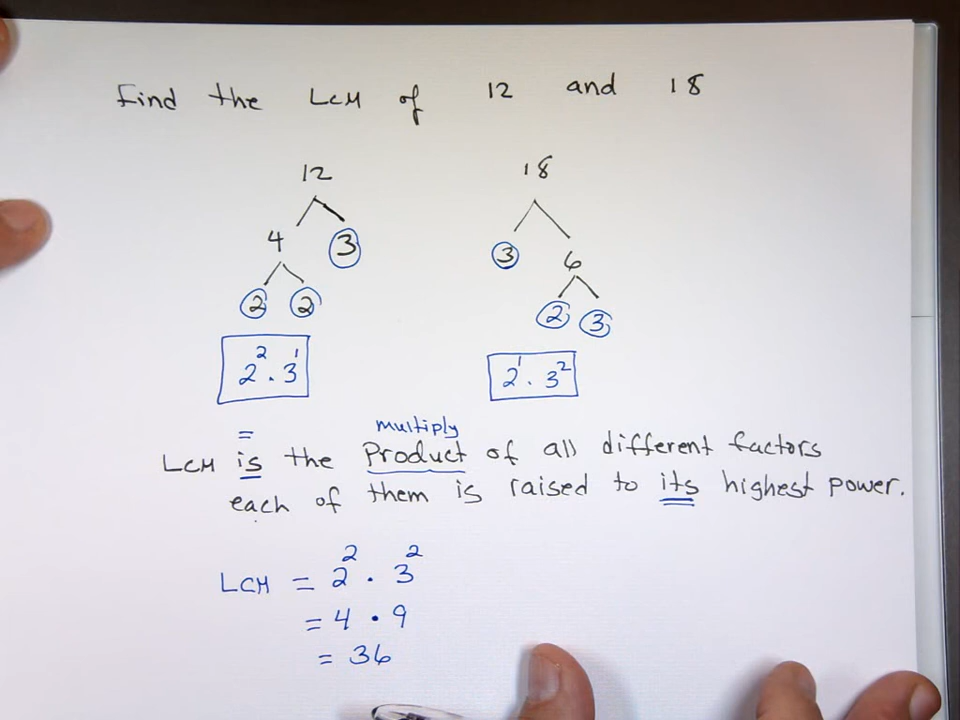 Find the LCM of 12 and 18
12 18
4 3 3 6
2 2 2 3
2² · 3¹ 2¹ · 3²
= multiply
LCM is the Product of all different factors
each of them is raised to its highest power.
LCM = 2² · 3²
= 4 · 9
= 36